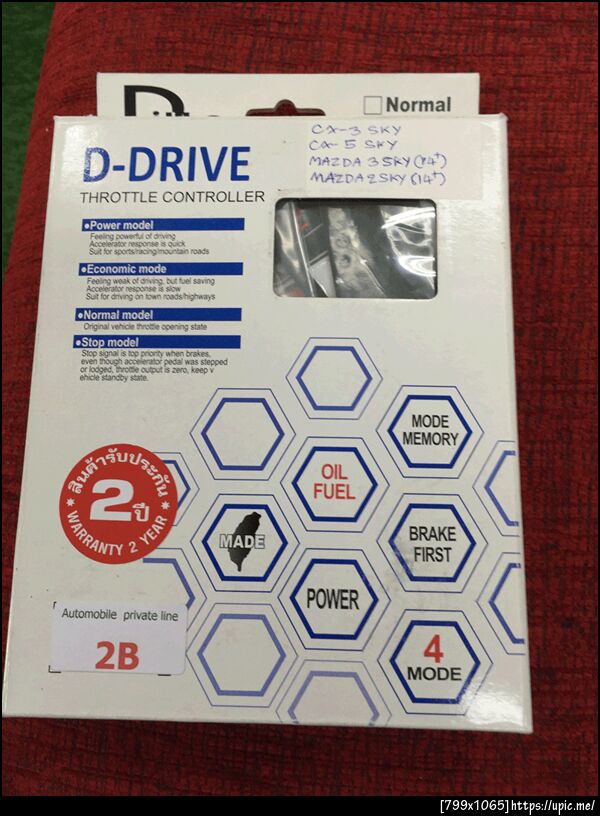 Normal
CX-3 SKY
CX-5 SKY
MAZDA 3 SKY (14+)
MAZDA 2 SKY (14+)
D-DRIVE
THROTTLE CONTROLLER
●Power model
Feeling powerful of driving
Accelerator response is quick
Suit for sports/racing/mountain roads
●Economic mode
Feeling weak of driving, but fuel saving
Accelerator response is slow
Suit for driving on town roads/highways
●Normal model
Original vehicle throttle opening state
●Stop model
Stop signal is top priority when brakes,
even though accelerator pedal was stepped
or lodged, throttle output is zero, keep v
ehicle standby state.
MODE
MEMORY
OIL
FUEL
สินค้ารับประกัน
2 ปี
WARRANTY 2 YEAR
MADE
BRAKE
FIRST
POWER
Automobile private line
2B
4
MODE
[799x1065]https://upic.me/